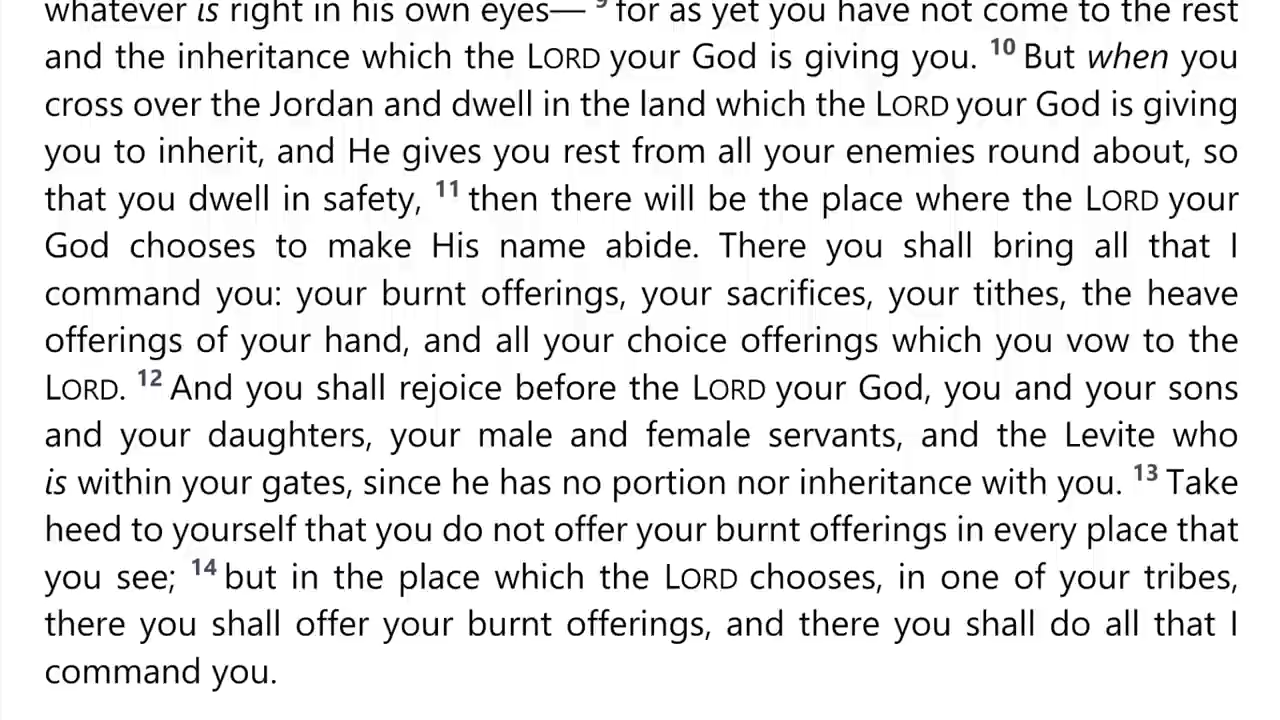 whatever is right in his own eyes— 9 for as yet you have not come to the rest
and the inheritance which the LORD your God is giving you. 10 But when you
cross over the Jordan and dwell in the land which the LORD your God is giving
you to inherit, and He gives you rest from all your enemies round about, so
that you dwell in safety, 11 then there will be the place where the LORD your
God chooses to make His name abide. There you shall bring all that I
command you: your burnt offerings, your sacrifices, your tithes, the heave
offerings of your hand, and all your choice offerings which you vow to the
LORD. 12 And you shall rejoice before the LORD your God, you and your sons
and your daughters, your male and female servants, and the Levite who
is within your gates, since he has no portion nor inheritance with you. 13 Take
heed to yourself that you do not offer your burnt offerings in every place that
you see; 14 but in the place which the LORD chooses, in one of your tribes,
there you shall offer your burnt offerings, and there you shall do all that I
command you.